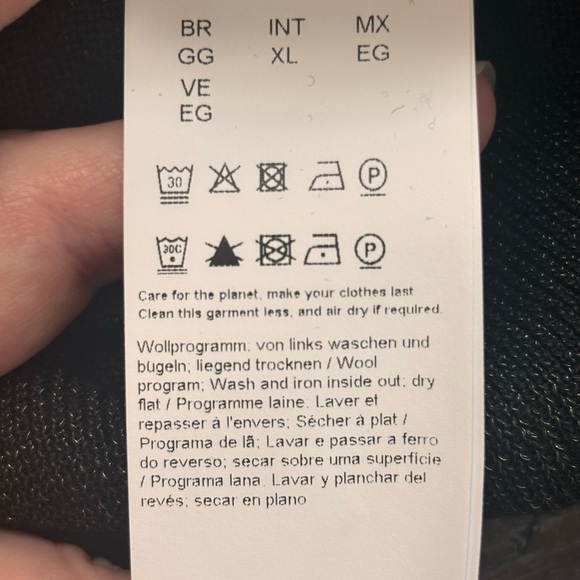 BR INT MX
GG XL EG
VE
EG
30 P
30C P
Care for the planet, make your clothes last
Clean this garment less, and air dry if required.
Wollprogramm; von links waschen und
bügeln; liegend trocknen / Wool
program; Wash and iron inside out; dry
flat / Programme laine, Laver et
repasser à l'envers; Sécher à plat /
Programa de lã; Lavar e passar a ferro
do reverso; secar sobre uma superfície
/ Programa lana, Lavar y planchar del
revés; secar en plano